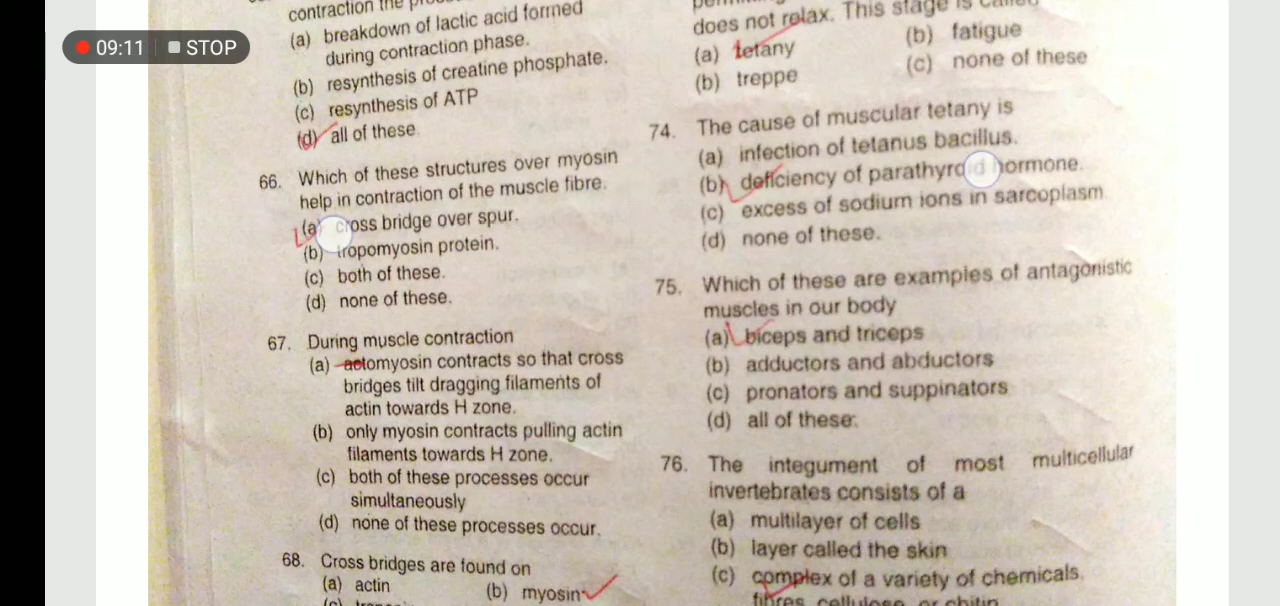 09:11 STOP
contraction the
(a) breakdown of lactic acid formed
during contraction phase.
(b) resynthesis of creatine phosphate.
(c) resynthesis of ATP
(d) all of these.
66. Which of these structures over myosin
help in contraction of the muscle fibre.
(a) cross bridge over spur.
(b) tropomyosin protein.
(c) both of these.
(d) none of these.
67. During muscle contraction
(a) actomyosin contracts so that cross
bridges tilt dragging filaments of
actin towards H zone.
(b) only myosin contracts pulling actin
filaments towards H zone.
(c) both of these processes occur
simultaneously
(d) none of these processes occur.
68. Cross bridges are found on
(a) actin (b) myosin
does not relax. This stage is called
(a) tetany (b) fatigue
(b) treppe (c) none of these
74. The cause of muscular tetany is
(a) infection of tetanus bacillus.
(b) deficiency of parathyroid hormone.
(c) excess of sodium ions in sarcoplasm
(d) none of these.
75. Which of these are examples of antagonistic
muscles in our body
(a) biceps and triceps
(b) adductors and abductors
(c) pronators and suppinators
(d) all of these.
76. The integument of most multicellular
invertebrates consists of a
(a) multilayer of cells
(b) layer called the skin
(c) complex of a variety of chemicals,
fibres, cellulose or chitin